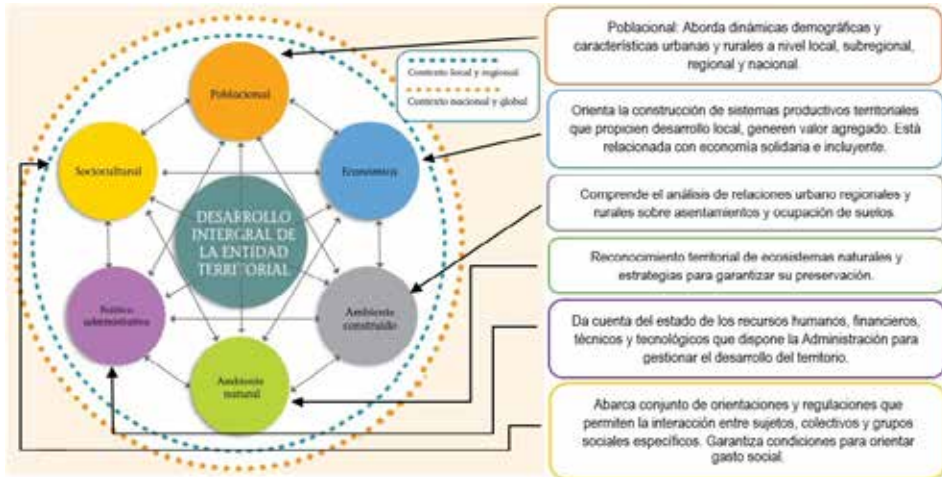 Poblacional
Contexto local y regional
Contexto nacional y global
Sociocultural
Económica
DESARROLLO
INTERGRAL DE
LA ENTIDAD
TERRITORIAL
Político
administrativa
Ambiente
construido
Ambiente
natural
Poblacional: Aborda dinámicas demográficas y
características urbanas y rurales a nivel local, subregional,
regional y nacional.
Orienta la construcción de sistemas productivos territoriales
que propicien desarrollo local, generen valor agregado. Está
relacionada con economía solidaria e incluyente.
Comprende el análisis de relaciones urbano regionales y
rurales sobre asentamientos y ocupación de suelos.
Reconocimiento territorial de ecosistemas naturales y
estrategias para garantizar su preservación.
Da cuenta del estado de los recursos humanos, financieros,
técnicos y tecnológicos que dispone la Administración para
gestionar el desarrollo del territorio.
Abarca conjunto de orientaciones y regulaciones que
permiten la interacción entre sujetos, colectivos y grupos
sociales específicos. Garantiza condiciones para orientar
gasto social.